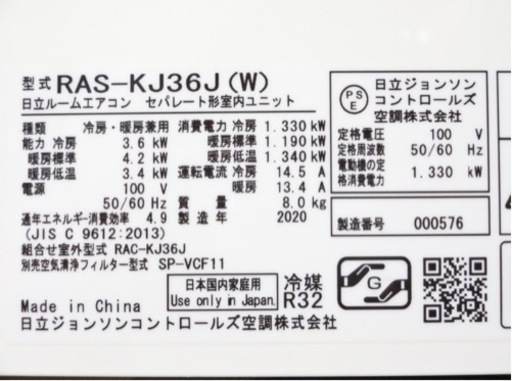 型式 RAS-KJ36J(W)
日立ルームエアコン セパレート形室内ユニット
種類 冷房・暖房兼用
能力 冷房 3.6 kW
暖房標準 4.2 kW
暖房低温 3.4 kW
電源 100 V
50/60 Hz
通年エネルギー消費効率 4.9
(JIS C 9612:2013)
組合せ室外型式 RAC-KJ36J
別売空気清浄フィルター型式 SP-VCF11
消費電力 冷房 1.330 kW
暖房標準 1.190 kW
暖房低温 1.340 kW
運転電流 冷房 14.5 A
暖房 13.4 A
質量 8.0 kg
製造年 2020
PS
E
日立ジョンソン
コントロールズ
空調株式会社
定格電圧 100 V
定格周波数 50/60 Hz
電動機の定
格消費電力 1.330 kW
製造番号 000576
日本国内家庭用
Use only in Japan.
冷媒
R32
G
Made in China
日立ジョンソンコントロールズ空調株式会社